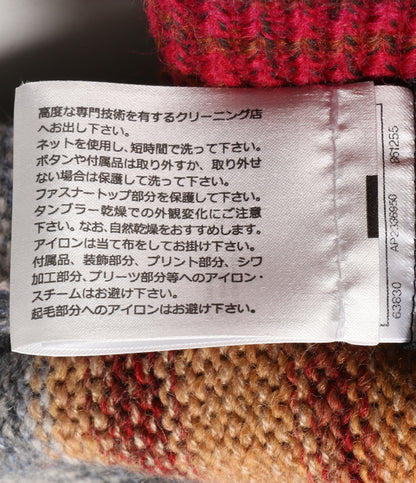 高度な専門技術を有するクリーニング店
へお出し下さい。
ネットを使用し、短時間で洗って下さい。
ボタンや付属品は取り外すか、取り外せ
ない場合は保護して洗って下さい。
ファスナートップ部分を保護して下さい。
タンブラー乾燥での外観変化にご注意
下さい。なお、自然乾燥をおすすめします。
アイロンは当て布をしてお掛け下さい。
付属品、装飾部分、プリント部分、シワ
加工部分、プリーツ部分等へのアイロン・
スチームはお避け下さい。
起毛部分へのアイロンはお避け下さい。
061255
63830